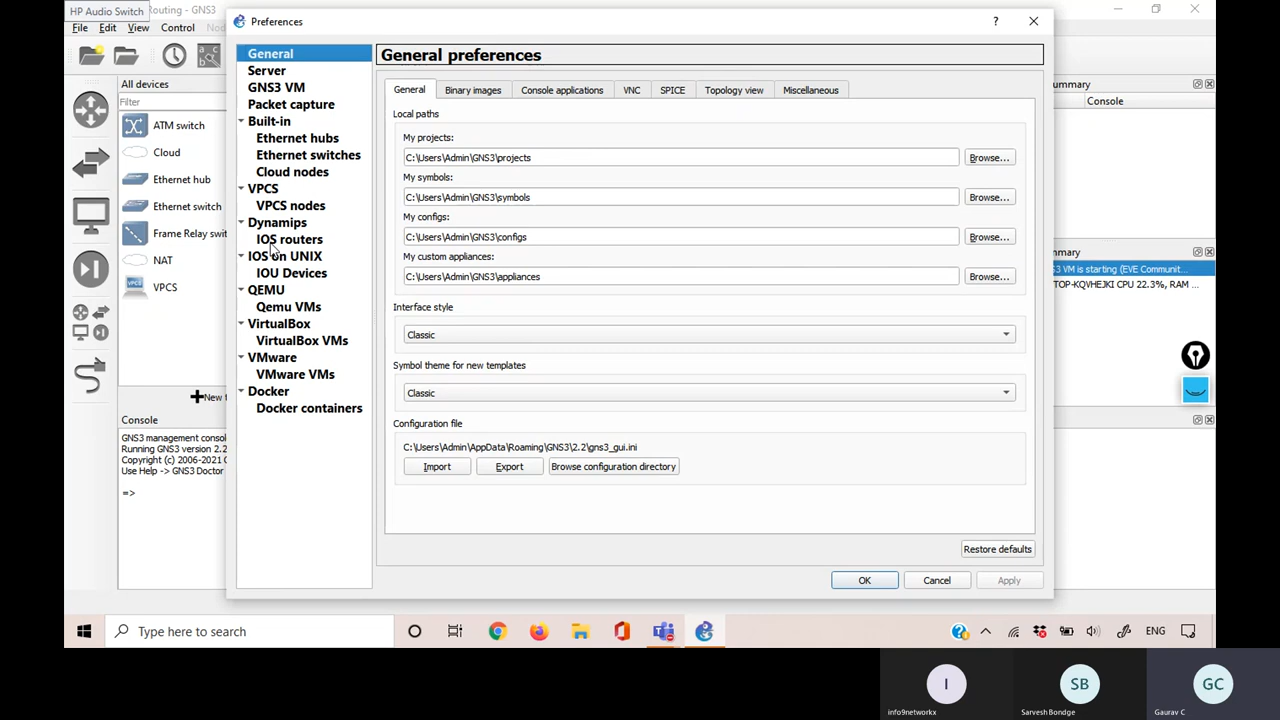 HP Audio Switch
Routing - GNS3
File Edit View Control Node
All devices
Filter
ATM switch
Cloud
Ethernet hub
Ethernet switch
Frame Relay swit
NAT
VPCS
New t
Console
GNS3 management consol
Running GNS3 version 2.2
Copyright (c) 2006-2021 G
Use Help -> GNS3 Doctor
=>
Preferences
?
General
Server
GNS3 VM
Packet capture
Built-in
Ethernet hubs
Ethernet switches
Cloud nodes
VPCS
VPCS nodes
Dynamips
IOS routers
IOS on UNIX
IOU Devices
QEMU
Qemu VMs
VirtualBox
VirtualBox VMs
VMware
VMware VMs
Docker
Docker containers
General preferences
General Binary images Console applications VNC SPICE Topology view Miscellaneous
Local paths
My projects:
C:\Users\Admin\GNS3\projects Browse...
My symbols:
C:\Users\Admin\GNS3\symbols Browse...
My configs:
C:\Users\Admin\GNS3\configs Browse...
My custom appliances:
C:\Users\Admin\GNS3\appliances Browse...
Interface style
Classic
Symbol theme for new templates
Classic
Configuration file
C:\Users\Admin\AppData\Roaming\GNS3\2.2\gns3_gui.ini
Import Export Browse configuration directory
Restore defaults
OK Cancel Apply
ummary
Console
mmary
S3 VM is starting (EVE Communit...
TOP-KQVHEJKI CPU 22.3%, RAM ...
Type here to search
ENG
I SB GC
info9networkx Sarvesh Bondge Gaurav C